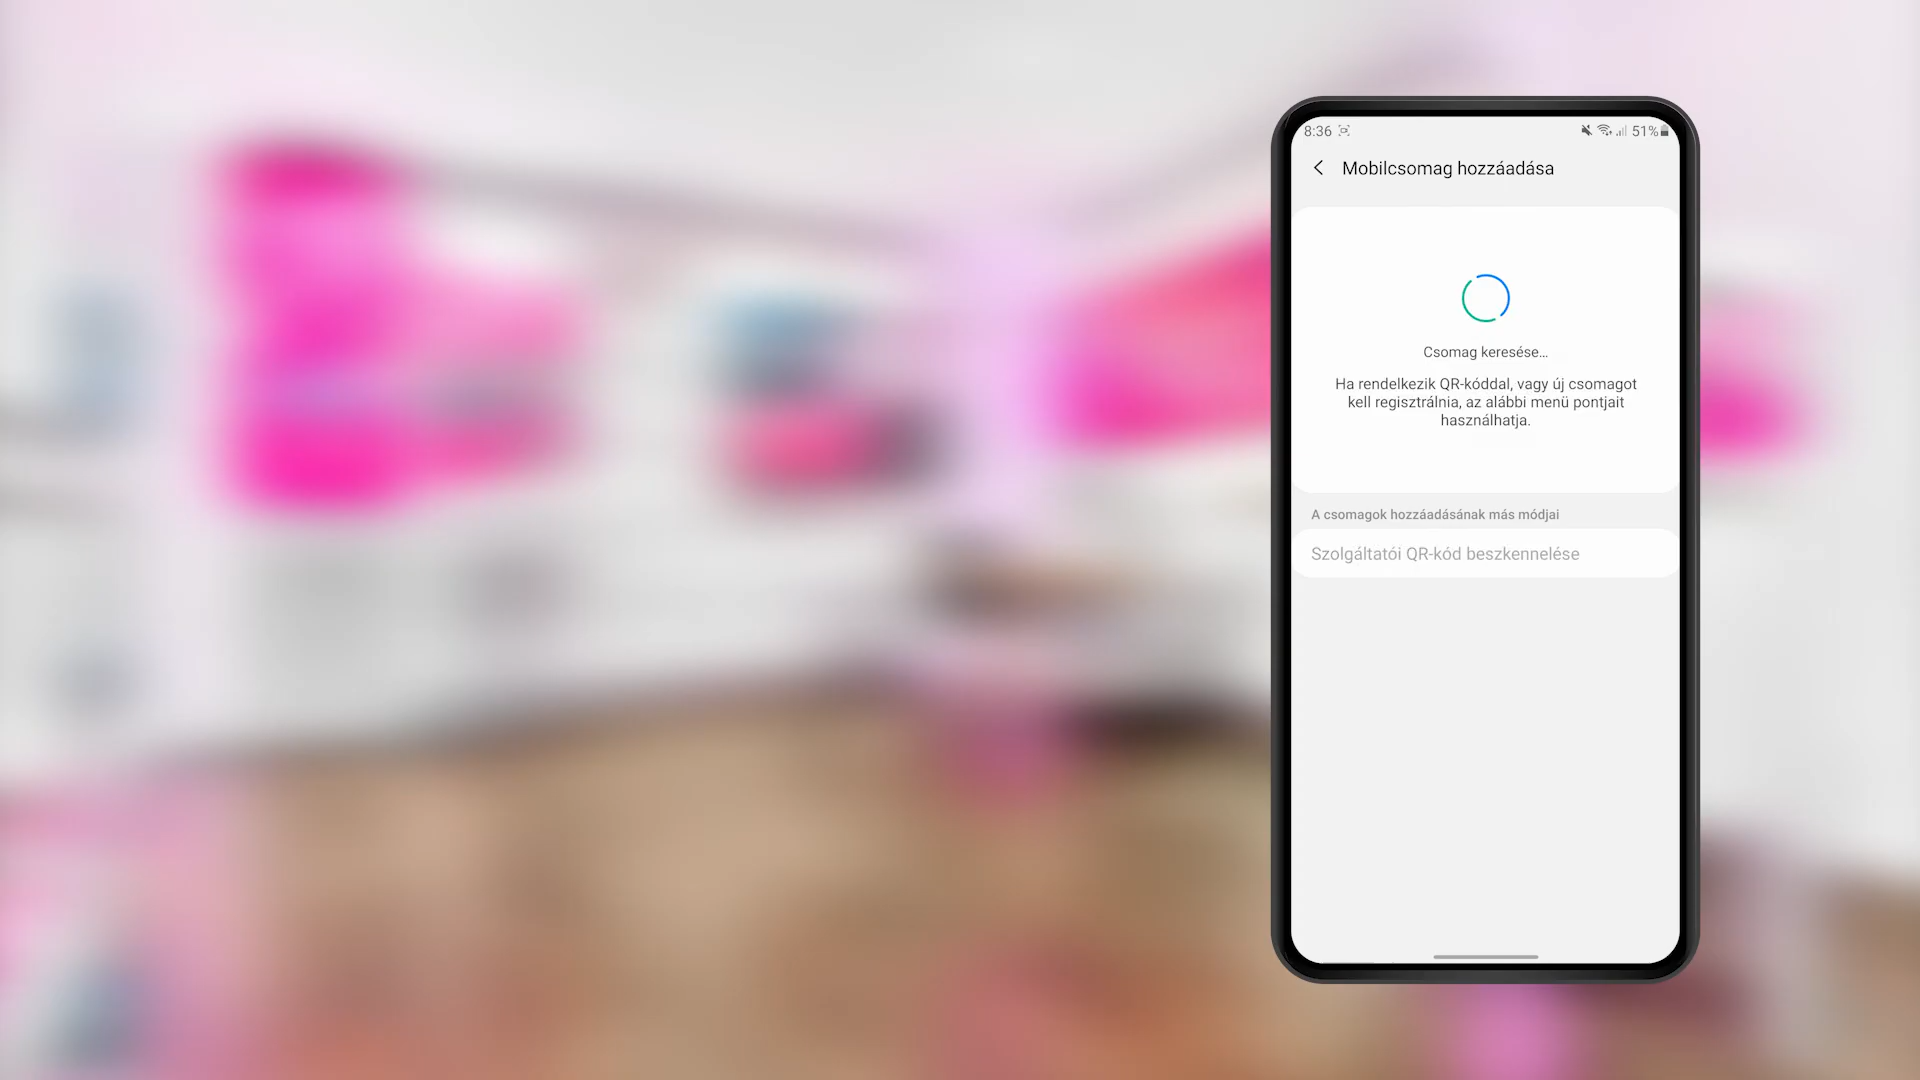 8:36
51%
Mobilcsomag hozzáadása
Csomag keresése...
Ha rendelkezik QR-kóddal, vagy új csomagot
kell regisztrálnia, az alábbi menü pontjait
használhatja.
A csomagok hozzáadásának más módjai
Szolgáltatói QR-kód beszkennelése